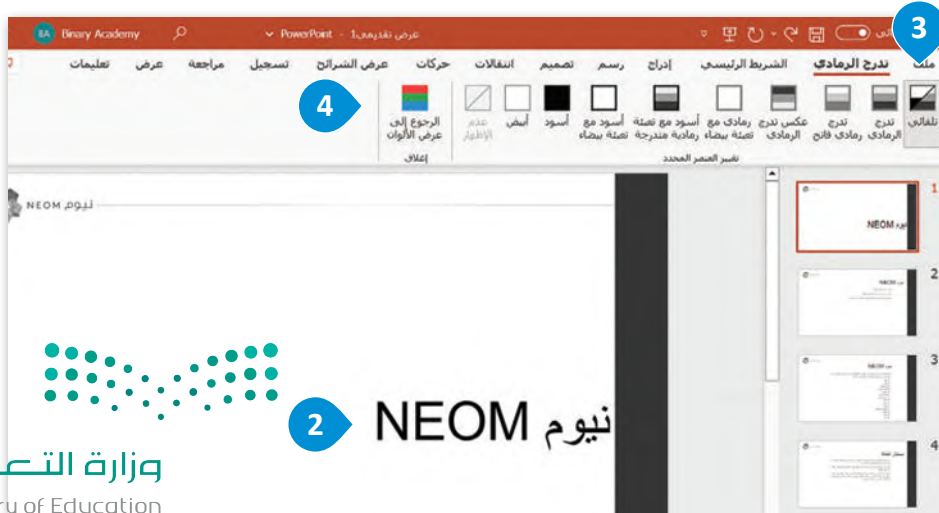 3
عرض تقديمي1 - PowerPoint
Binary Academy
BA
ملف
تدرج الرمادي
الشريط الرئيسي
إدراج
رسم
تصميم
انتقالات
حركات
عرض الشرائح
تسجيل
مراجعة
عرض
تعليمات
تلقائي
تدرج الرمادي
تدرج رمادي فاتح
عكس تدرج الرمادي
رمادي مع تعبئة بيضاء
أسود مع تعبئة رمادية متدرجة
أسود مع تعبئة بيضاء
أسود
أبيض
عدم الإظهار
الرجوع إلى عرض الألوان
4
تغيير العنصر المحدد
إغلاق
1
نيوم NEOM
2
3
4
نيوم NEOM
2
نيوم NEOM
وزارة التعـ
ry of Education